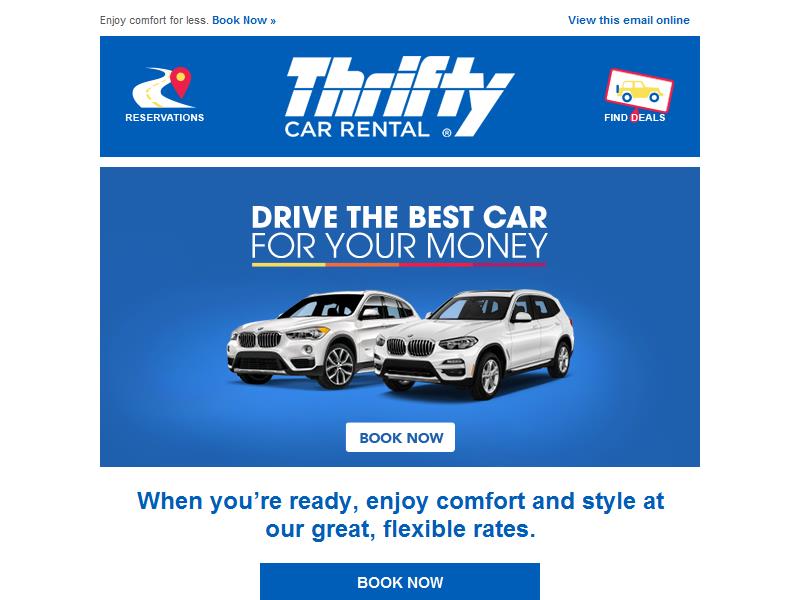 Enjoy comfort for less. Book Now »
View this email online
RESERVATIONS
Thrifty
CAR RENTAL ®
FIND DEALS
DRIVE THE BEST CAR
FOR YOUR MONEY
BOOK NOW
When you’re ready, enjoy comfort and style at
our great, flexible rates.
BOOK NOW